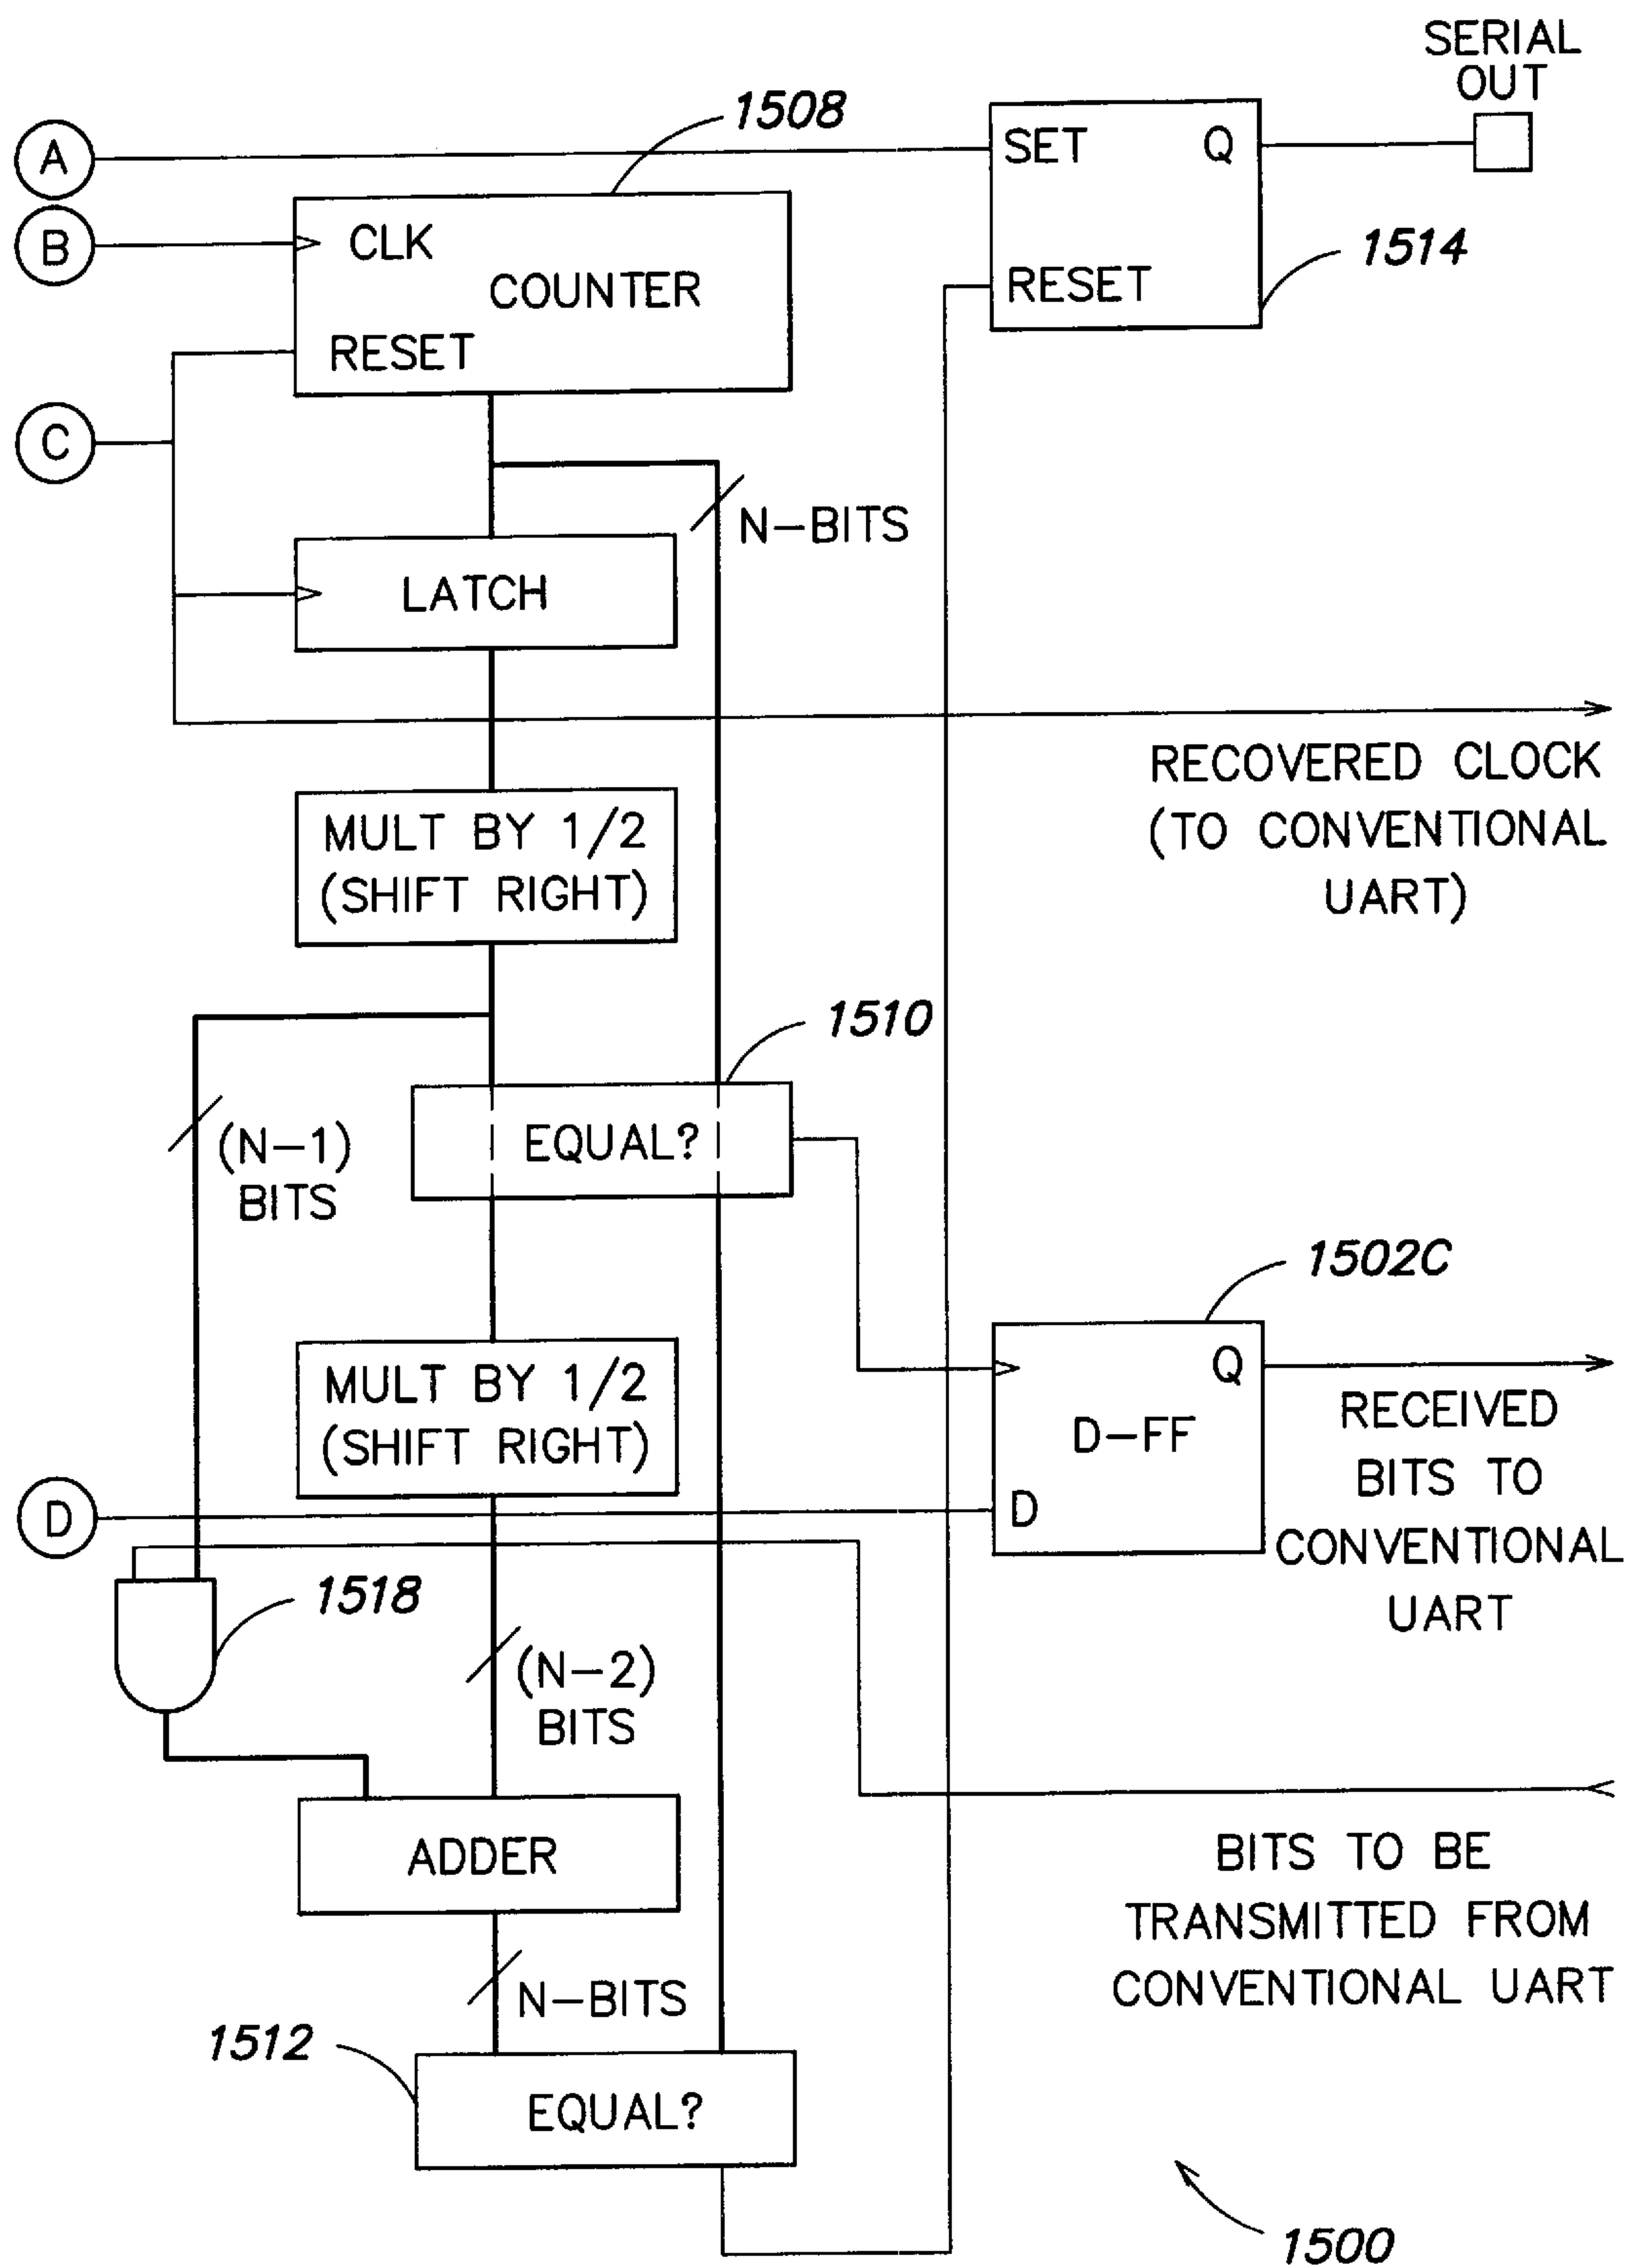 SERIAL
OUT
1508
A
SET
Q
B
CLK
COUNTER
1514
RESET
RESET
C
N-BITS
LATCH
RECOVERED CLOCK
(TO CONVENTIONAL
UART)
MULT BY 1/2
(SHIFT RIGHT)
1510
(N-1)
BITS
EQUAL?
1502C
MULT BY 1/2
(SHIFT RIGHT)
Q
D-FF
D
RECEIVED
BITS TO
CONVENTIONAL
UART
D
1518
(N-2)
BITS
ADDER
BITS TO BE
TRANSMITTED FROM
CONVENTIONAL UART
N-BITS
1512
EQUAL?
1500